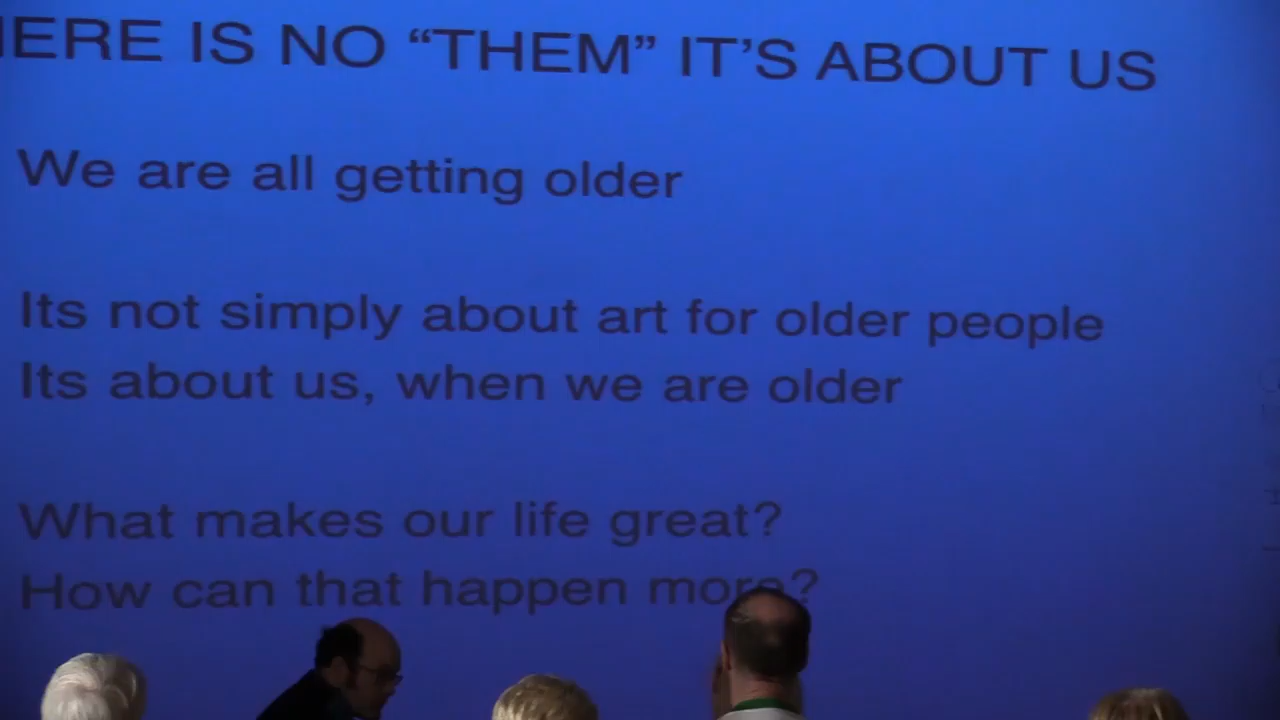 HERE IS NO “THEM” IT’S ABOUT US
We are all getting older
Its not simply about art for older people
Its about us, when we are older
What makes our life great?
How can that happen more?